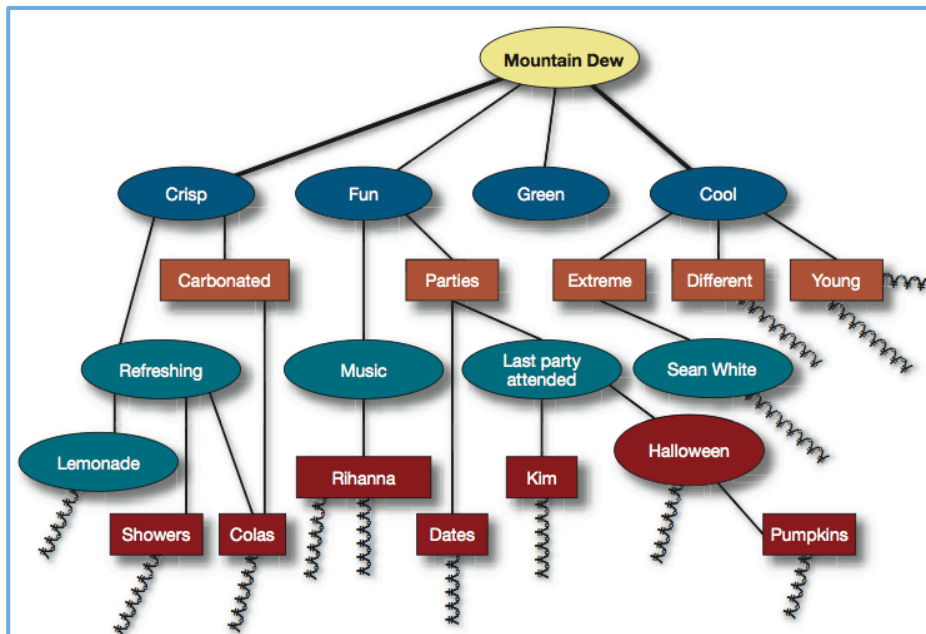 Mountain Dew
Crisp
Fun
Green
Cool
Carbonated
Parties
Extreme
Different
Young
Refreshing
Music
Last party
attended
Sean White
Lemonade
Rihanna
Kim
Halloween
Showers
Colas
Dates
Pumpkins